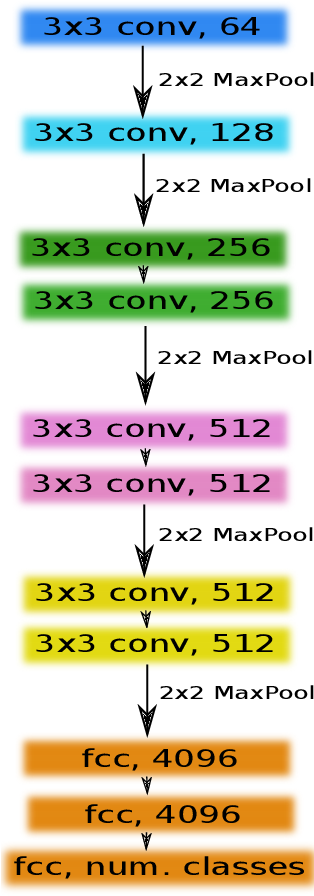 3x3 conv, 64
2x2 MaxPool
3x3 conv, 128
2x2 MaxPool
3x3 conv, 256
3x3 conv, 256
2x2 MaxPool
3x3 conv, 512
3x3 conv, 512
2x2 MaxPool
3x3 conv, 512
3x3 conv, 512
2x2 MaxPool
fcc, 4096
fcc, 4096
fcc, num. classes